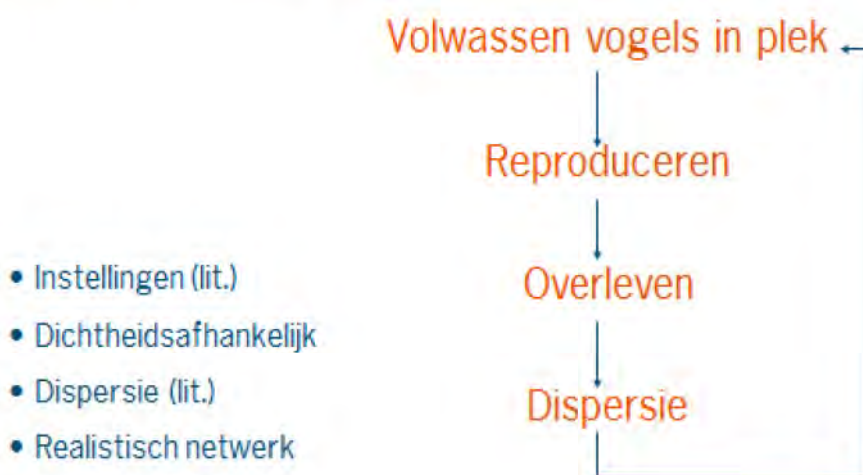 Volwassen vogels in plek
Reproduceren
Overleven
Dispersie
• Instellingen (lit.)
• Dichtheidsafhankelijk
• Dispersie (lit.)
• Realistisch netwerk